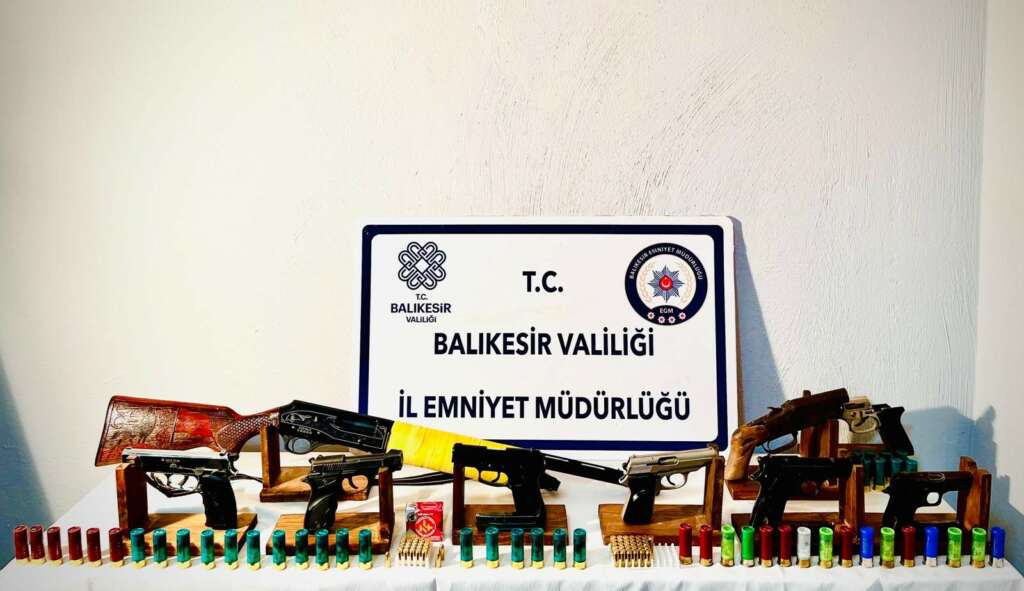 T.C.
BALIKESİR
VALİLİĞİ
T.C.
BALIKESİR EMNİYET MÜDÜRLÜĞÜ
EGM
BALIKESİR VALİLİĞİ
İL EMNİYET MÜDÜRLÜĞÜ